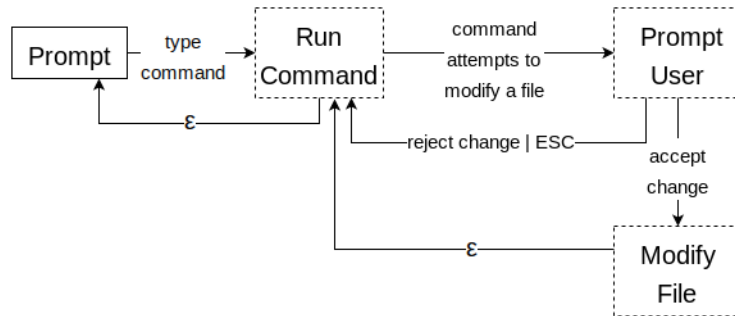 Prompt
type
command
Run
Command
command
attempts to
modify a file
Prompt
User
ε
reject change | ESC
accept
change
ε
Modify
File